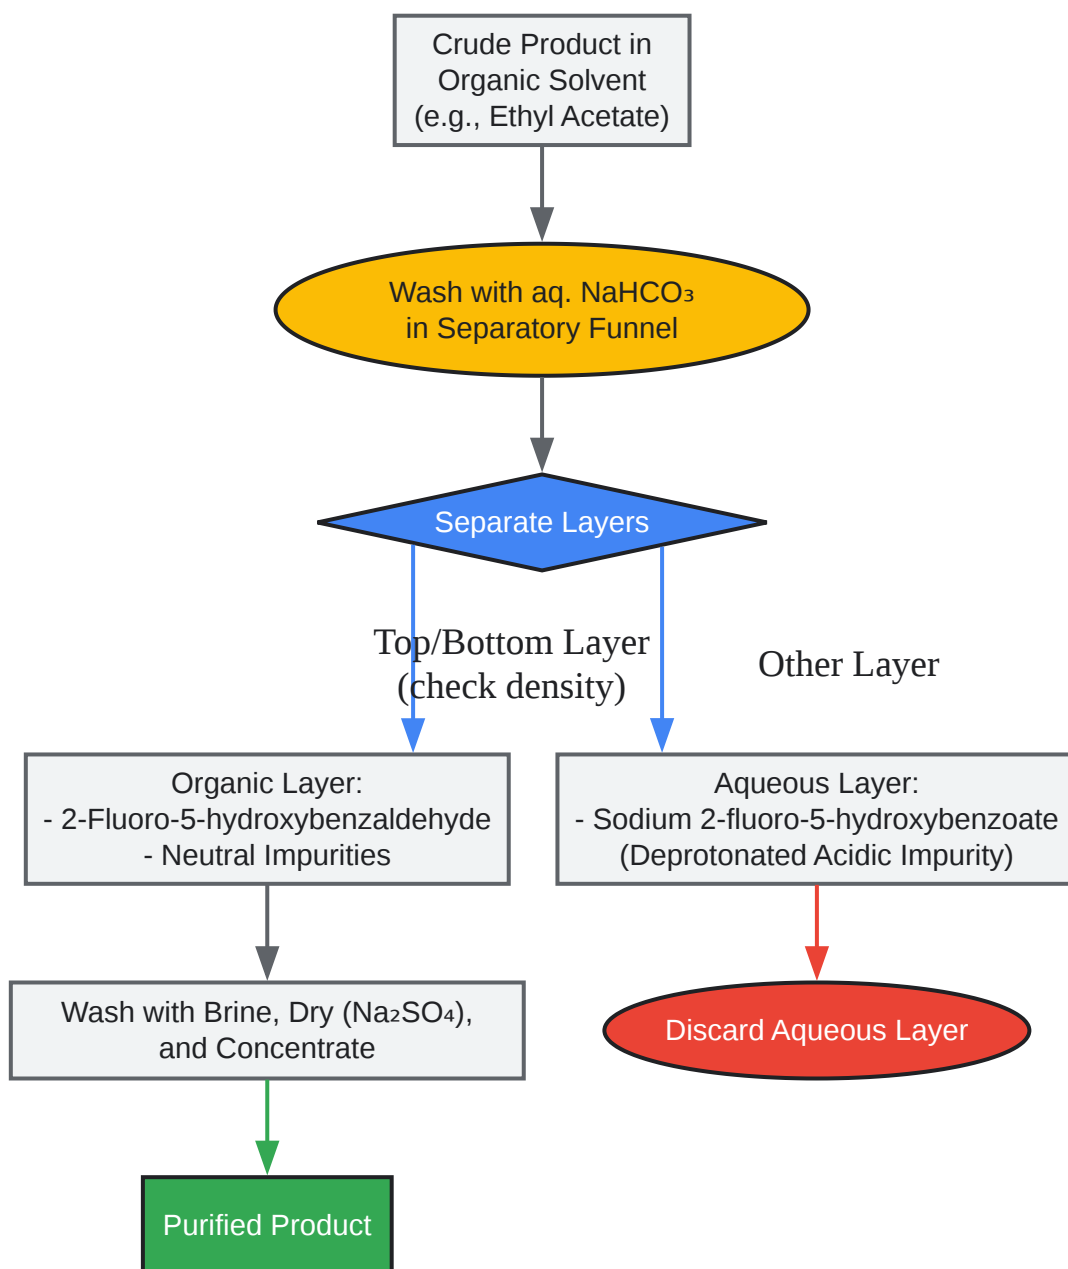 Crude Product in
Organic Solvent
(e.g., Ethyl Acetate)
Wash with aq. NaHCO₃
in Separatory Funnel
Separate Layers
Top/Bottom Layer
(check density)
Other Layer
Organic Layer:
- 2-Fluoro-5-hydroxybenzaldehyde
- Neutral Impurities
Aqueous Layer:
- Sodium 2-fluoro-5-hydroxybenzoate
(Deprotonated Acidic Impurity)
Wash with Brine, Dry (Na₂SO₄),
and Concentrate
Discard Aqueous Layer
Purified Product